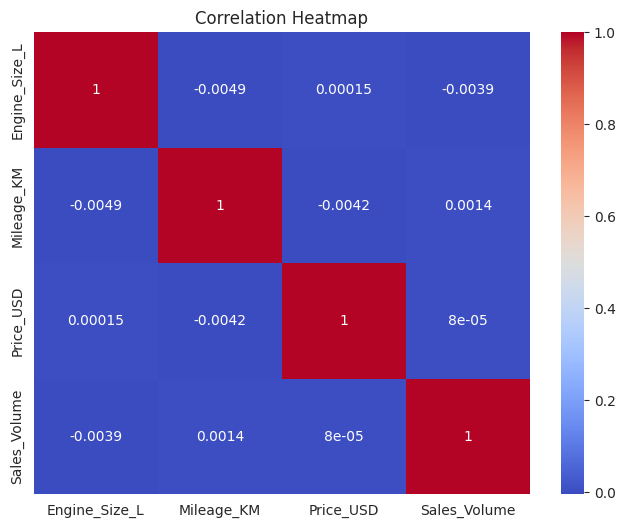 Correlation Heatmap
Engine_Size_L 1 -0.0049 0.00015 -0.0039
Mileage_KM -0.0049 1 -0.0042 0.0014
Price_USD 0.00015 -0.0042 1 8e-05
Sales_Volume -0.0039 0.0014 8e-05 1
Engine_Size_L Mileage_KM Price_USD Sales_Volume
1.0
0.8
0.6
0.4
0.2
0.0